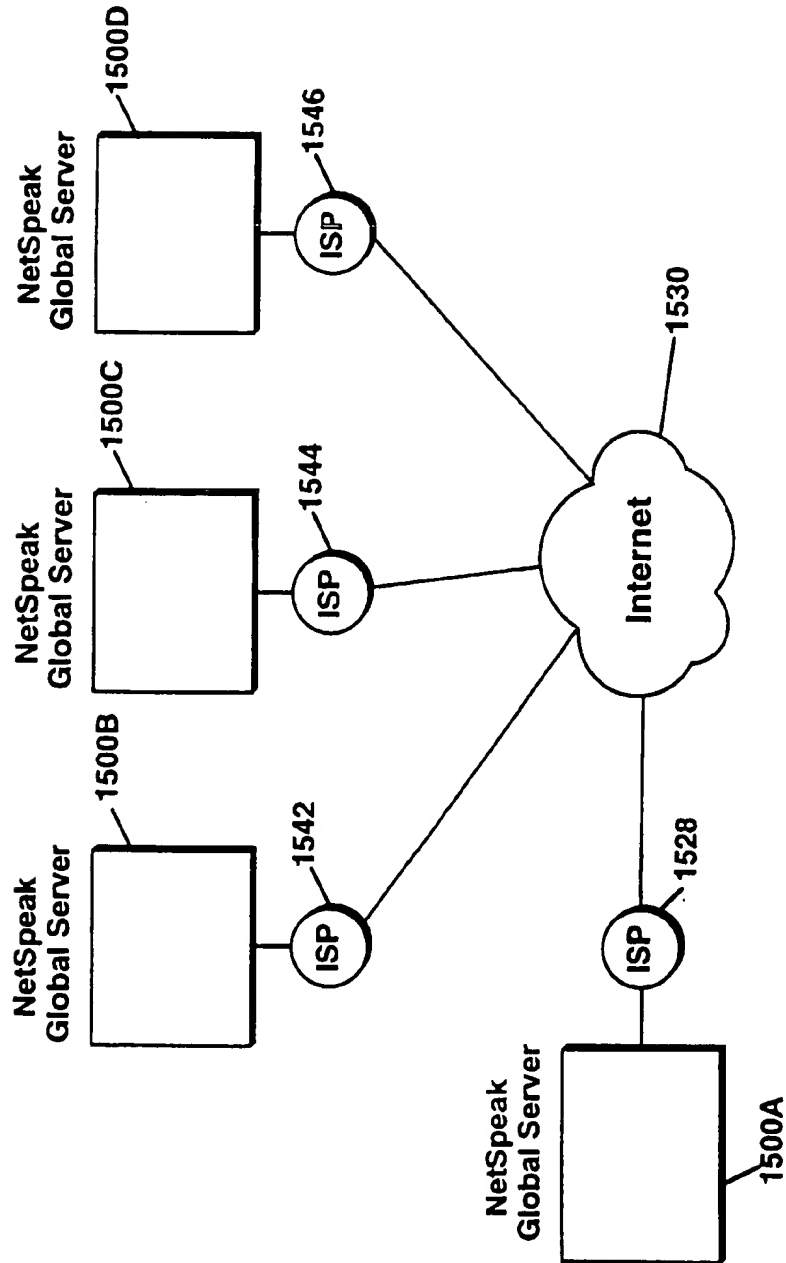 NetSpeak
Global Server
1500B
ISP
1542
NetSpeak
Global Server
1500C
ISP
1544
NetSpeak
Global Server
1500D
ISP
1546
NetSpeak
Global Server
1500A
ISP
1528
Internet
1530